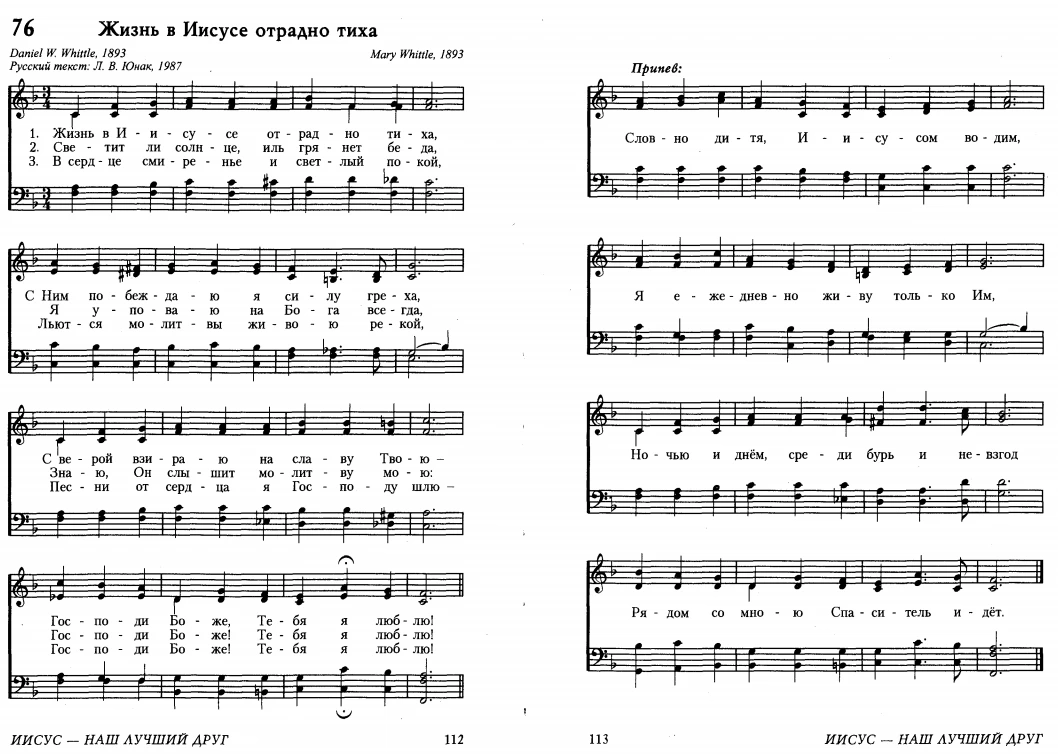 76 Жизнь в Иисусе отрадно тиха
Daniel W. Whittle, 1893 Mary Whittle, 1893
Русский текст: Л. В. Юнак, 1987
1. Жизнь в И - и - су - се от - рад - но ти - ха,
2. Све - тит ли солн - це, иль гря - нет бе - да,
3. В серд - це сми - ре - нье и свет - лый по - кой,
С Ним по - беж - да - ю я си - лу гре - ха,
Я у - по - ва - ю на Бо - га все - гда,
Льют - ся мо - лит - вы жи - во - ю ре - кой,
С ве - рой взи - ра - ю на сла - ву Тво - ю –
Зна - ю, Он слы - шит мо - лит - ву мо - ю:
Пес - ни от серд - ца я Гос - по - ду шлю –
Гос - по - ди Бо - же, Те - бя я люб - лю!
Гос - по - ди Бо - же! Те - бя я люб - лю!
Гос - по - ди Бо - же! Те - бя я люб - лю!
ИИСУС — НАШ ЛУЧШИЙ ДРУГ 112
Припев:
Слов - но ди - тя, И - и - су - сом во - дим,
Я е - же - днев - но жи - ву толь - ко Им,
Но - чью и днём, сре - ди бурь и не - взгод
Ря - дом со мно - ю Спа - си - тель и - дёт.
113 ИИСУС — НАШ ЛУЧШИЙ ДРУГ